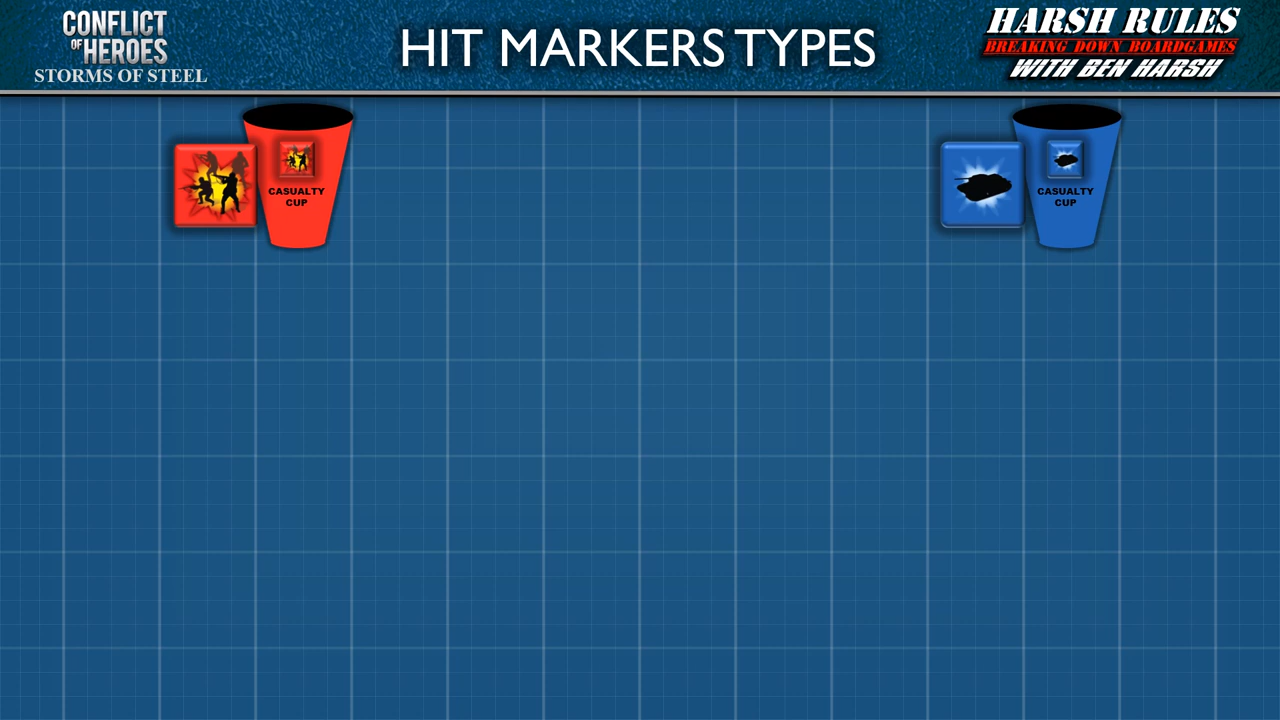 CONFLICT
OF HEROES
STORMS OF STEEL
HIT MARKERS TYPES
HARSH RULES
BREAKING DOWN BOARDGAMES
WITH BEN HARSH
CASUALTY
CUP
CASUALTY
CUP